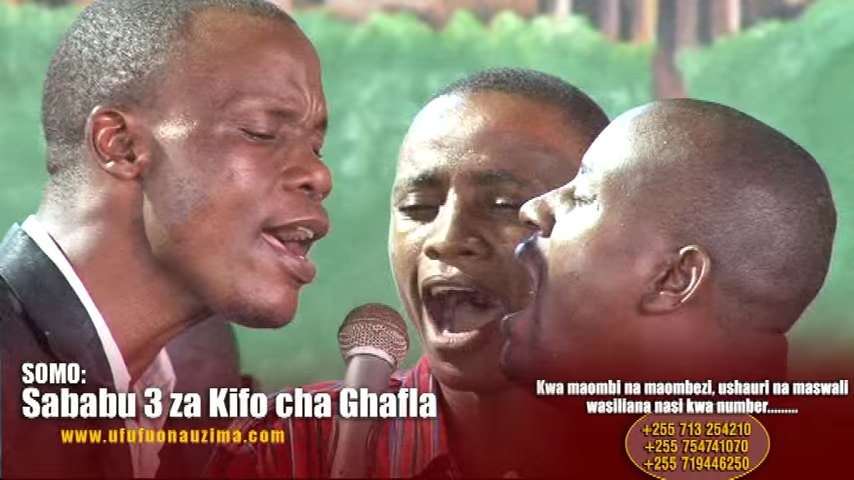 SOMO:
Sababu 3 za Kifo cha Ghafla
www.ufufuonauzima.com
Kwa maombi na maombezi, ushauri na maswali
wasiliana nasi kwa number.........
+255 713 254210
+255 754741070
+255 719446250